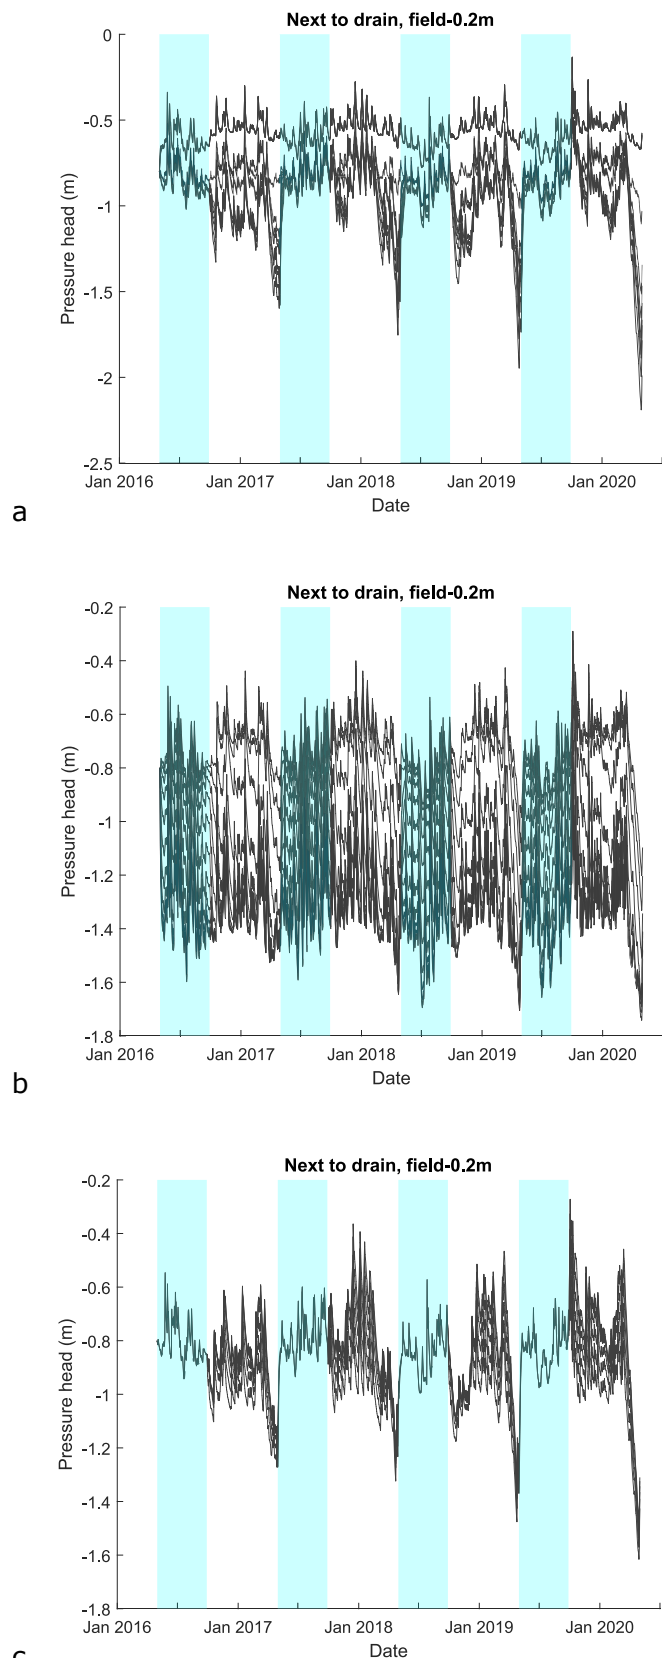 Next to drain, field-0.2m
0
-0.5
-1
-1.5
-2
-2.5
Pressure head (m)
Jan 2016 Jan 2017 Jan 2018 Jan 2019 Jan 2020
Date
a
Next to drain, field-0.2m
-0.2
-0.4
-0.6
-0.8
-1
-1.2
-1.4
-1.6
-1.8
Pressure head (m)
Jan 2016 Jan 2017 Jan 2018 Jan 2019 Jan 2020
Date
b
Next to drain, field-0.2m
-0.2
-0.4
-0.6
-0.8
-1
-1.2
-1.4
-1.6
-1.8
Pressure head (m)
Jan 2016 Jan 2017 Jan 2018 Jan 2019 Jan 2020
Date